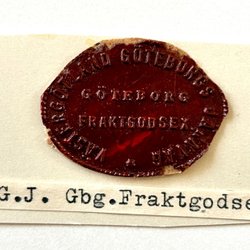 VÄSTERGÖTLAND GÖTEBORGS JÄRNVÄG
GÖTEBORG
FRAKTGODSEX.
G.J. Gbg.Fraktgodse